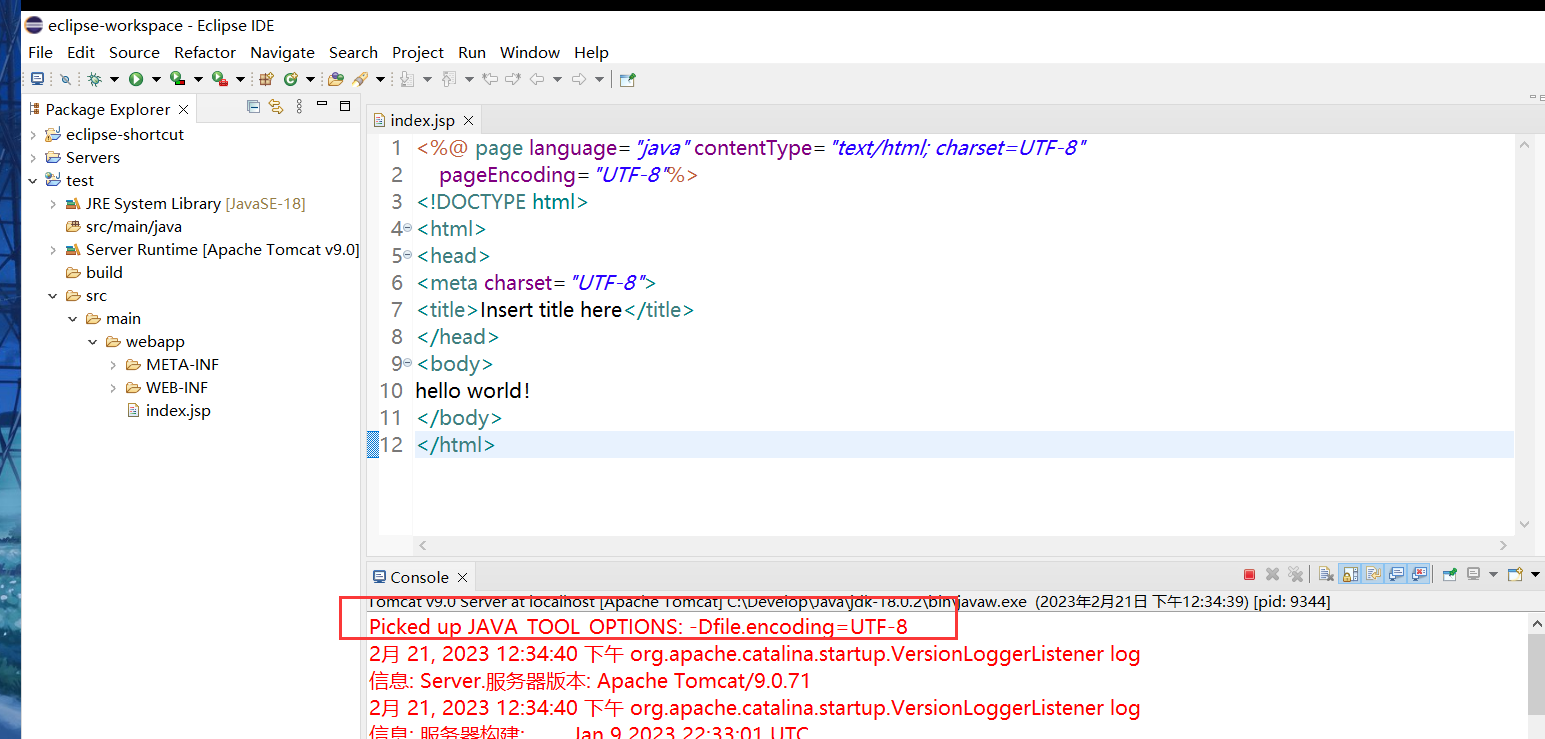 eclipse-workspace - Eclipse IDE
File Edit Source Refactor Navigate Search Project Run Window Help
Package Explorer
eclipse-shortcut
Servers
test
JRE System Library [JavaSE-18]
src/main/java
Server Runtime [Apache Tomcat v9.0]
build
src
main
webapp
META-INF
WEB-INF
index.jsp
index.jsp
1 <%@ page language="java" contentType="text/html; charset=UTF-8"
2 pageEncoding="UTF-8"%>
3 <!DOCTYPE html>
4 <html>
5 <head>
6 <meta charset="UTF-8">
7 <title>Insert title here</title>
8 </head>
9 <body>
10 hello world!
11 </body>
12 </html>
Console
Tomcat v9.0 Server at localhost [Apache Tomcat] C:\Develop\Java\jdk-18.0.2\bin\javaw.exe (2023年2月21日 下午12:34:39) [pid: 9344]
Picked up JAVA_TOOL_OPTIONS: -Dfile.encoding=UTF-8
2月 21, 2023 12:34:40 下午 org.apache.catalina.startup.VersionLoggerListener log
信息: Server.服务器版本: Apache Tomcat/9.0.71
2月 21, 2023 12:34:40 下午 org.apache.catalina.startup.VersionLoggerListener log
信息: 服务器构建: Jan 9 2023 22:33:01 UTC